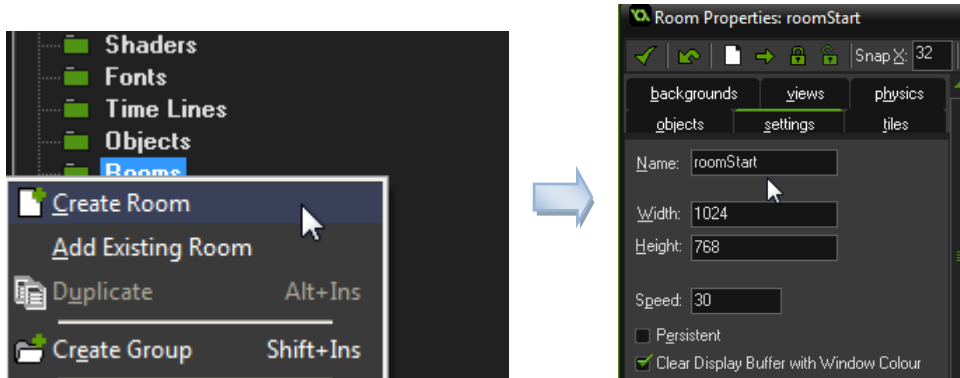 Shaders
Fonts
Time Lines
Objects
Rooms
Create Room
Add Existing Room
Duplicate Alt+Ins
Create Group Shift+Ins
Room Properties: roomStart
Snap X: 32
backgrounds views physics
objects settings tiles
Name: roomStart
Width: 1024
Height: 768
Speed: 30
Persistent
Clear Display Buffer with Window Colour